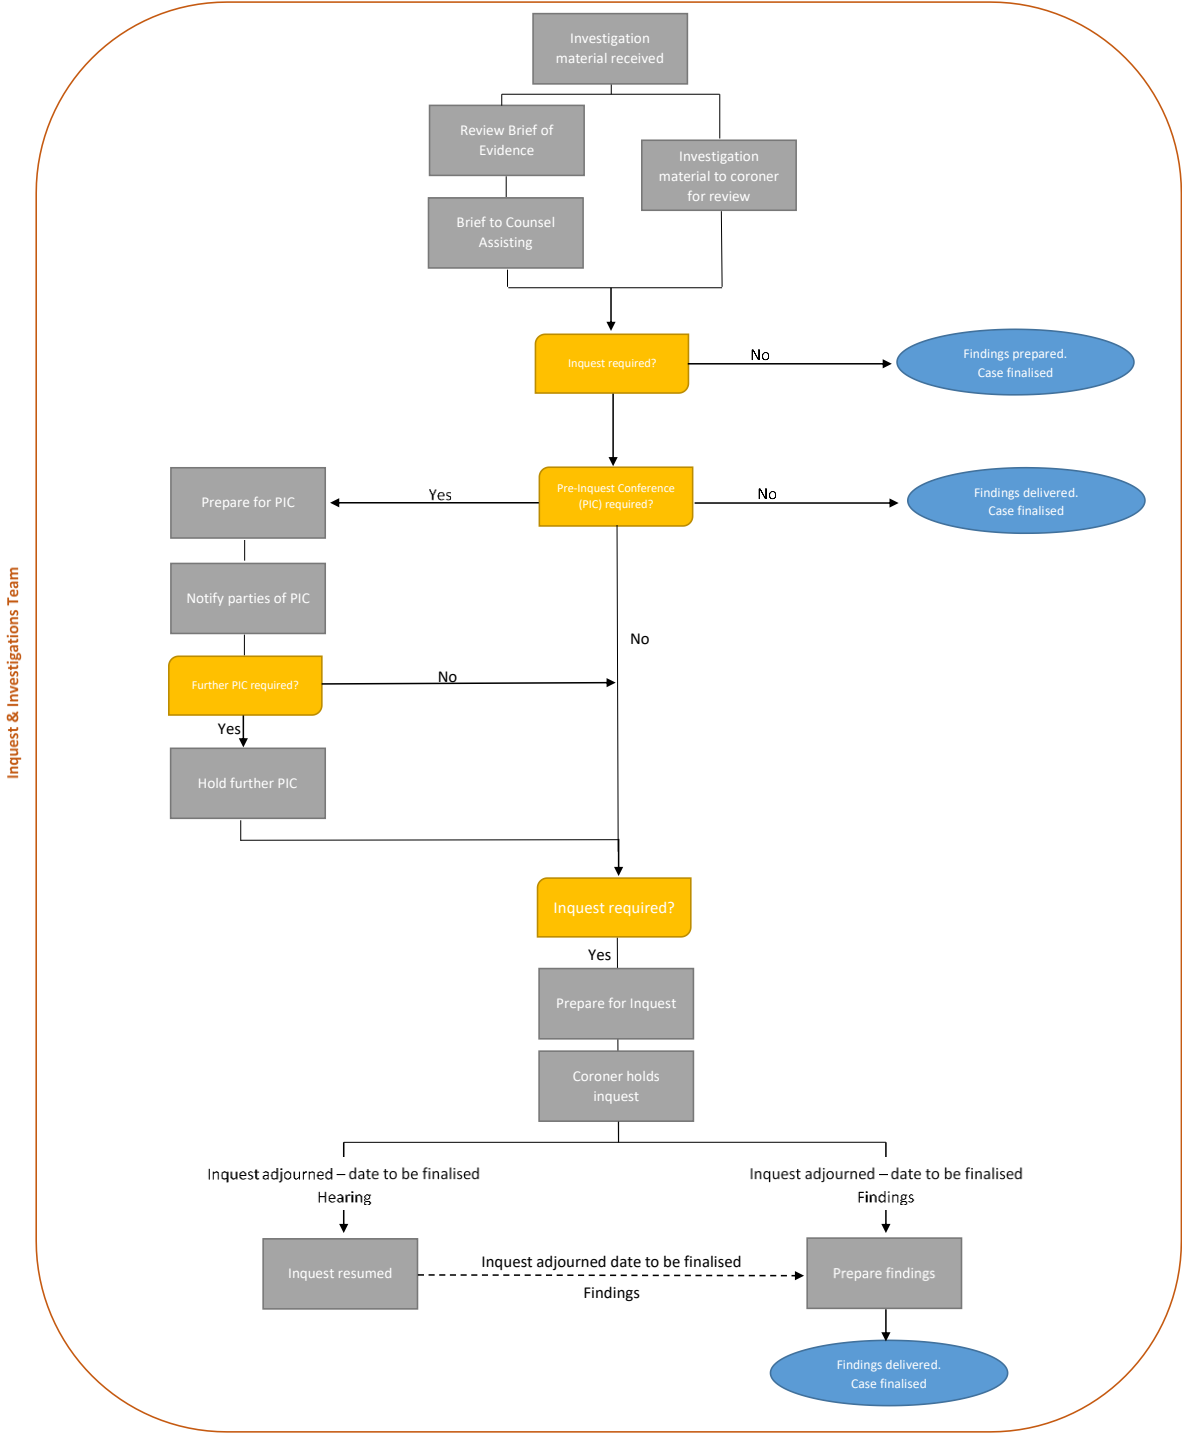 Investigation
material received
Review Brief of
Evidence
Investigation
material to coroner
for review
Brief to Counsel
Assisting
Inquest required?
No
Findings prepared.
Case finalised
Prepare for PIC
Yes
Pre-Inquest Conference
(PIC) required?
No
Findings delivered.
Case finalised
Notify parties of PIC
No
Further PIC required?
No
Yes
Hold further PIC
Inquest & Investigations Team
Inquest required?
Yes
Prepare for Inquest
Coroner holds
inquest
Inquest adjourned – date to be finalised
Hearing
Inquest adjourned – date to be finalised
Findings
Inquest resumed
Inquest adjourned date to be finalised
Findings
Prepare findings
Findings delivered.
Case finalised